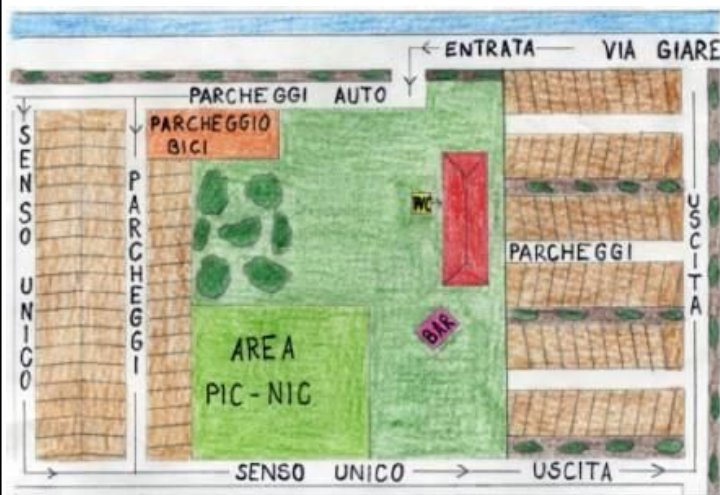 ENTRATA
VIA GIARE
PARCHEGGI AUTO
PARCHEGGIO
BICI
SENSO UNICO
PARCHEGGI
WC
USCITA
PARCHEGGI
BAR
AREA
PIC-NIC
SENSO UNICO
USCITA